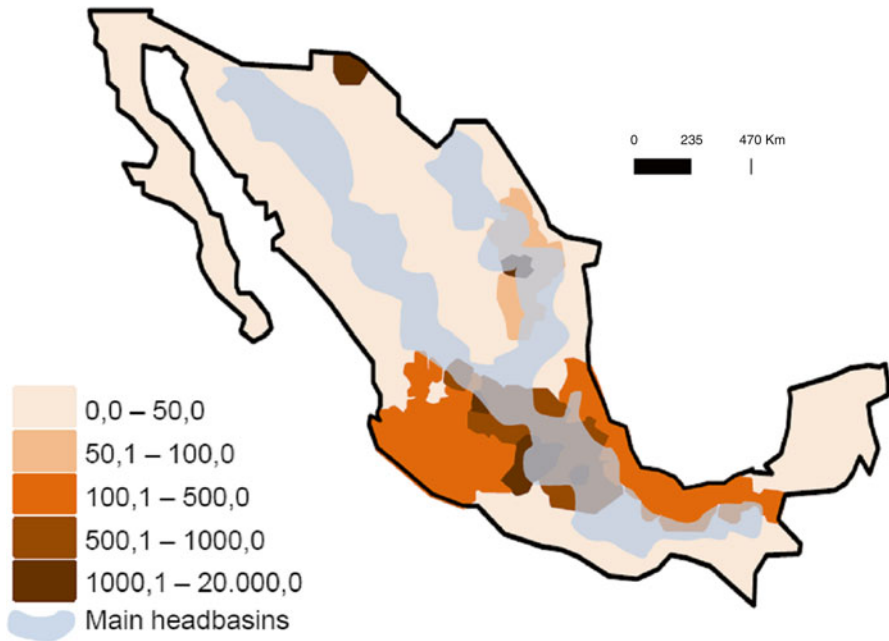 0 235 470 Km
0,0 – 50,0
50,1 – 100,0
100,1 – 500,0
500,1 – 1000,0
1000,1 – 20.000,0
Main headbasins